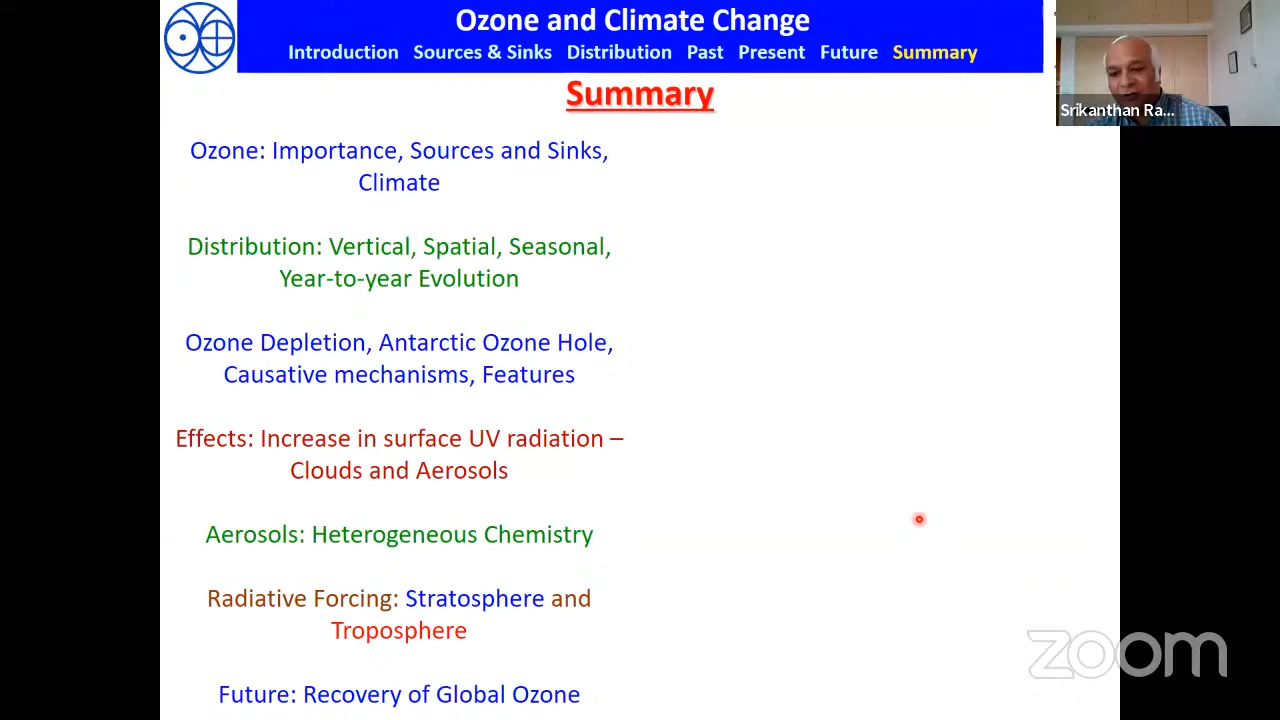 Ozone and Climate Change
Introduction Sources & Sinks Distribution Past Present Future Summary
Summary
Srikanthan Ra...
Ozone: Importance, Sources and Sinks,
Climate
Distribution: Vertical, Spatial, Seasonal,
Year-to-year Evolution
Ozone Depletion, Antarctic Ozone Hole,
Causative mechanisms, Features
Effects: Increase in surface UV radiation –
Clouds and Aerosols
Aerosols: Heterogeneous Chemistry
Radiative Forcing: Stratosphere and
Troposphere
Future: Recovery of Global Ozone
zoom